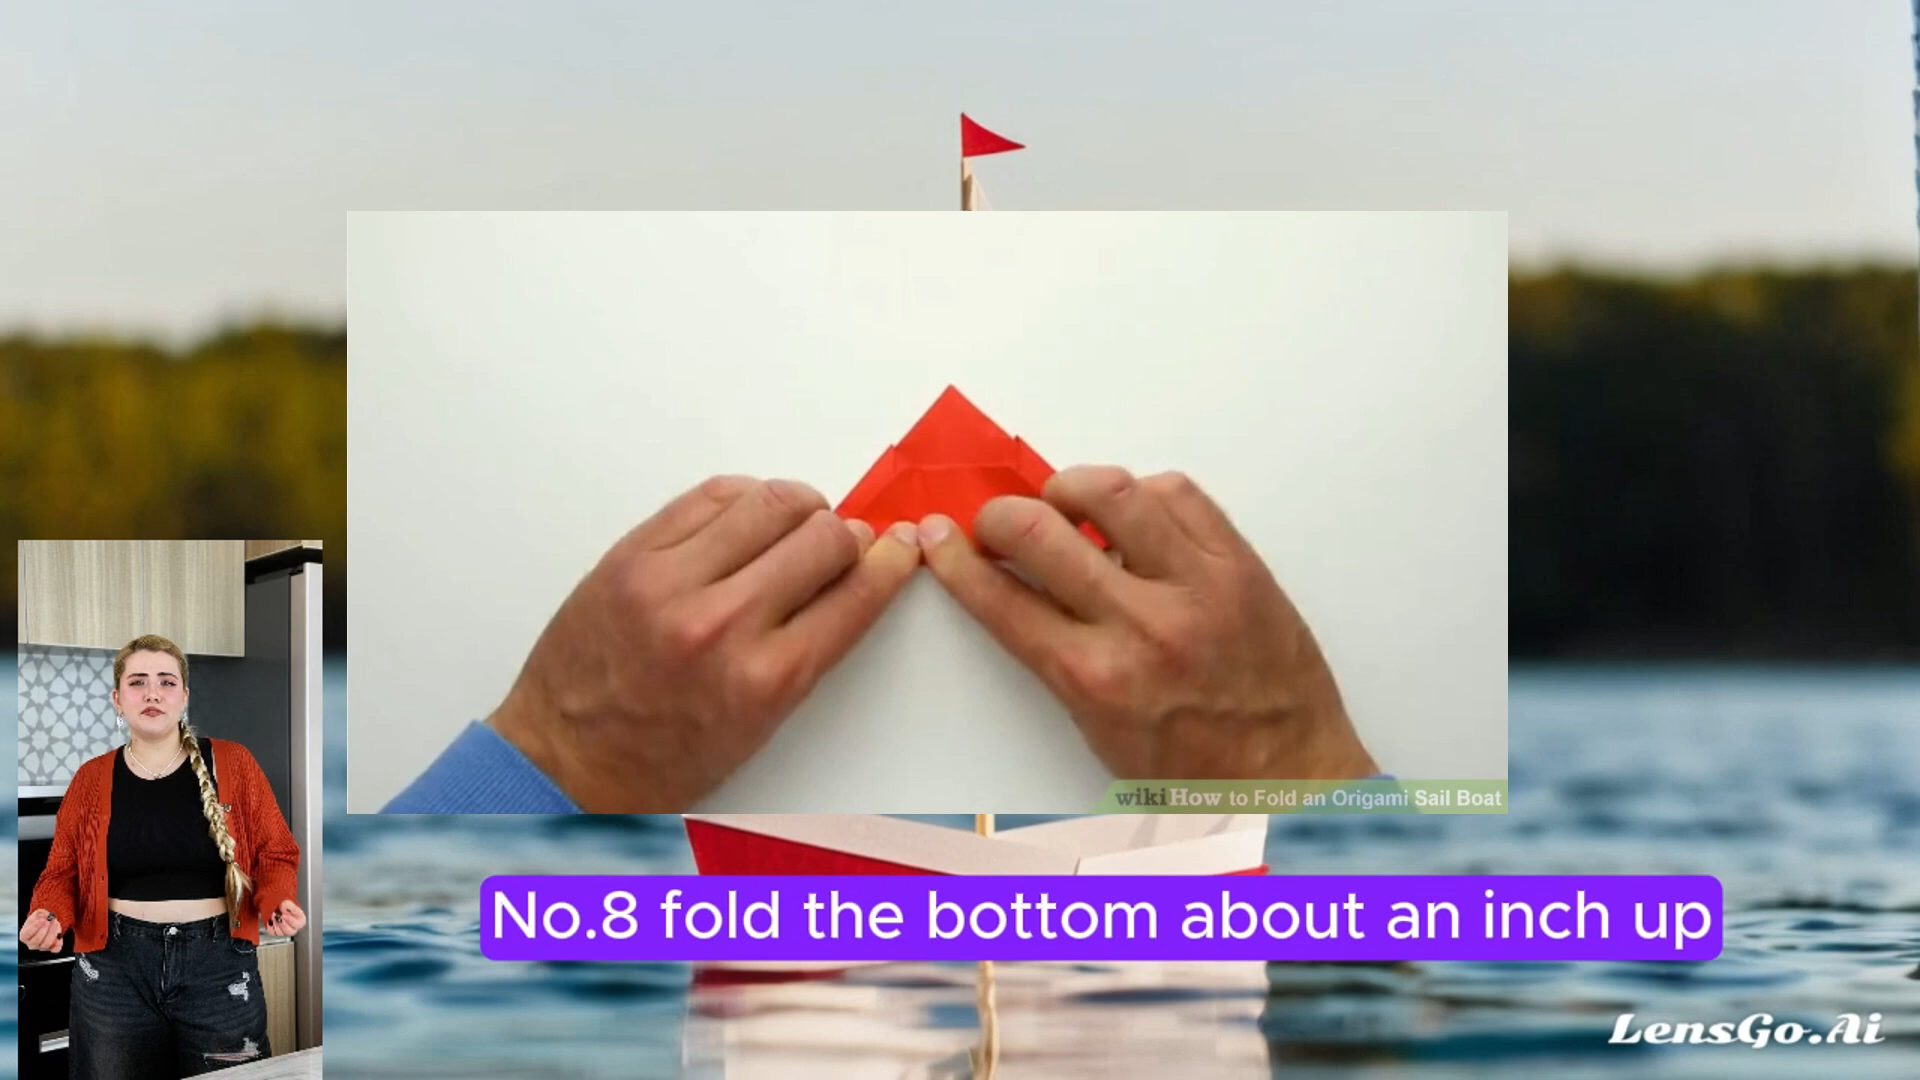 wikiHow to Fold an Origami Sail Boat
No.8 fold the bottom about an inch up
LensGo.Ai